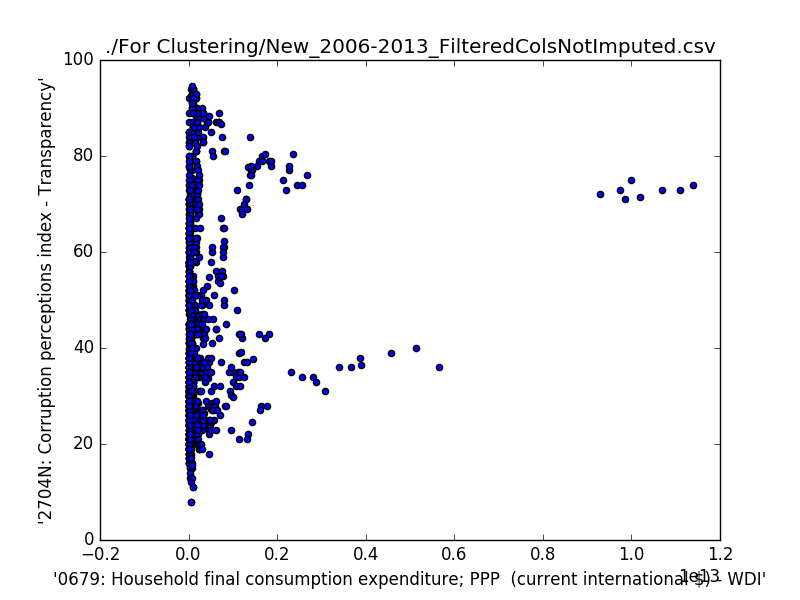 ./For Clustering/New_2006-2013_FilteredColsNotImputed.csv
100
80
60
40
20
0
'2704N: Corruption perceptions index - Transparency'
−0.2 0.0 0.2 0.4 0.6 0.8 1.0 1.2
1e13
'0679: Household final consumption expenditure; PPP  (current international $) - WDI'